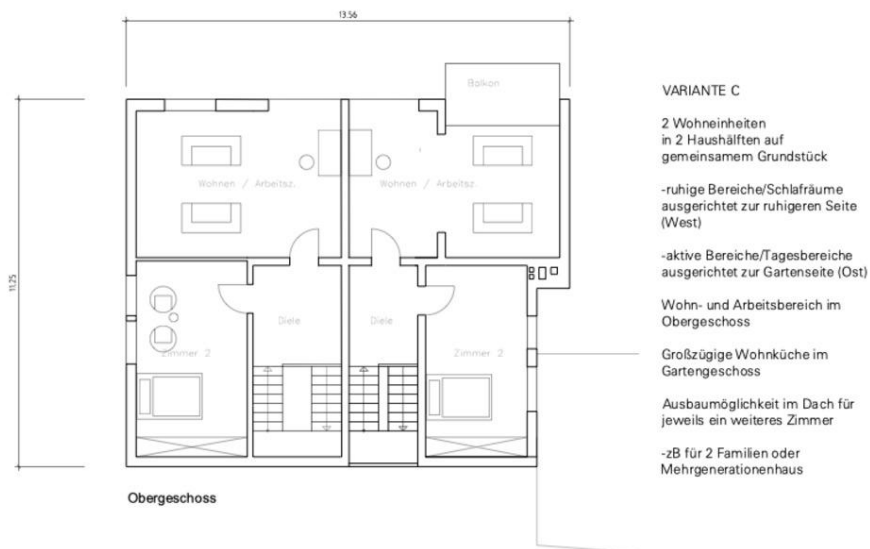 13.56
Balkon
Wohnen / Arbeitsz.
Wohnen / Arbeitsz.
11.25
Diele
Diele
Zimmer 2
Zimmer 2
Obergeschoss
VARIANTE C
2 Wohneinheiten
in 2 Haushälften auf
gemeinsamem Grundstück
-ruhige Bereiche/Schlafräume
ausgerichtet zur ruhigeren Seite
(West)
-aktive Bereiche/Tagesbereiche
ausgerichtet zur Gartenseite (Ost)
Wohn- und Arbeitsbereich im
Obergeschoss
Großzügige Wohnküche im
Gartengeschoss
Ausbaumöglichkeit im Dach für
jeweils ein weiteres Zimmer
-zB für 2 Familien oder
Mehrgenerationenhaus